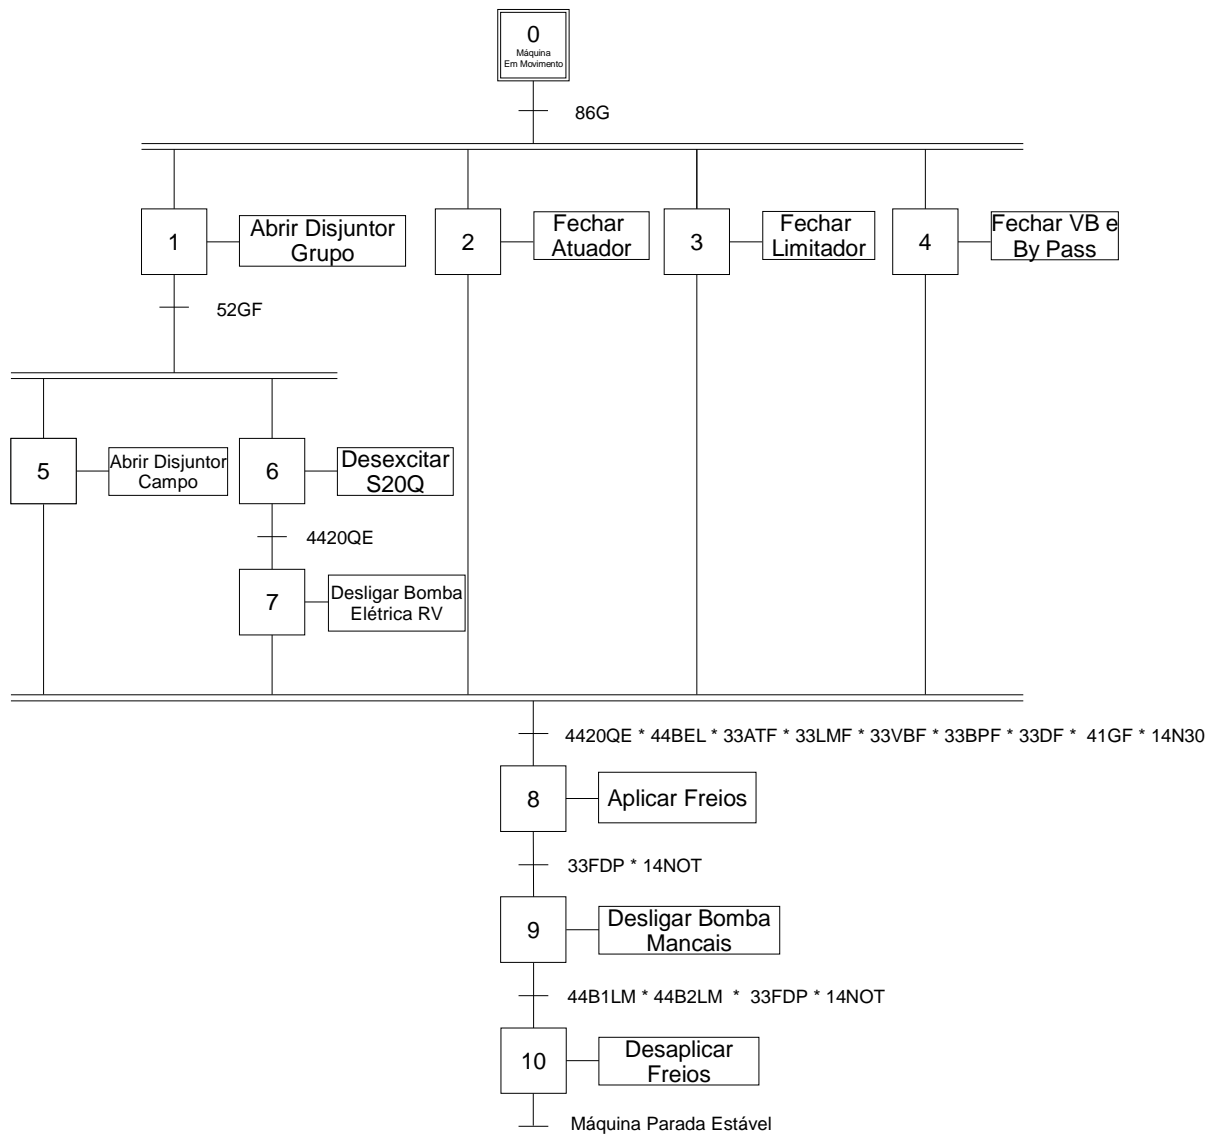 0
Máquina
Em Movimento
86G
1
Abrir Disjuntor
Grupo
2
Fechar
Atuador
3
Fechar
Limitador
4
Fechar VB e
By Pass
52GF
5
Abrir Disjuntor
Campo
6
Desexcitar
S20Q
4420QE
7
Desligar Bomba
Elétrica RV
4420QE * 44BEL * 33ATF * 33LMF * 33VBF * 33BPF * 33DF * 41GF * 14N30
8
Aplicar Freios
33FDP * 14NOT
9
Desligar Bomba
Mancais
44B1LM * 44B2LM * 33FDP * 14NOT
10
Desaplicar
Freios
Máquina Parada Estável